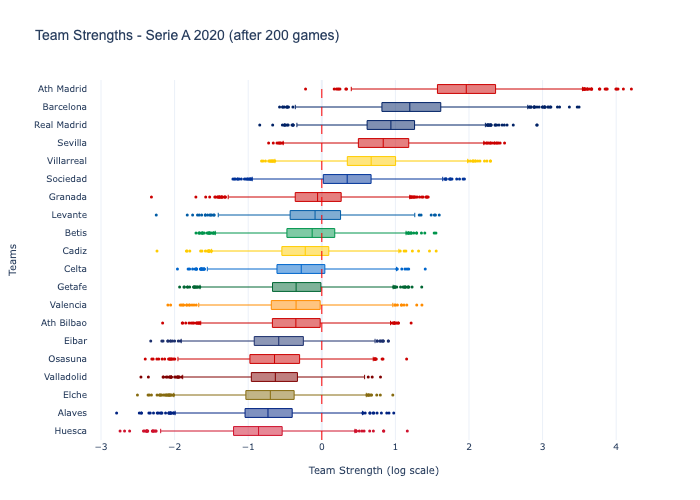 Team Strengths - Serie A 2020 (after 200 games)
Ath Madrid
Barcelona
Real Madrid
Sevilla
Villarreal
Sociedad
Granada
Levante
Betis
Cadiz
Celta
Getafe
Valencia
Ath Bilbao
Eibar
Osasuna
Valladolid
Elche
Alaves
Huesca
Teams
−3 −2 −1 0 1 2 3 4
Team Strength (log scale)